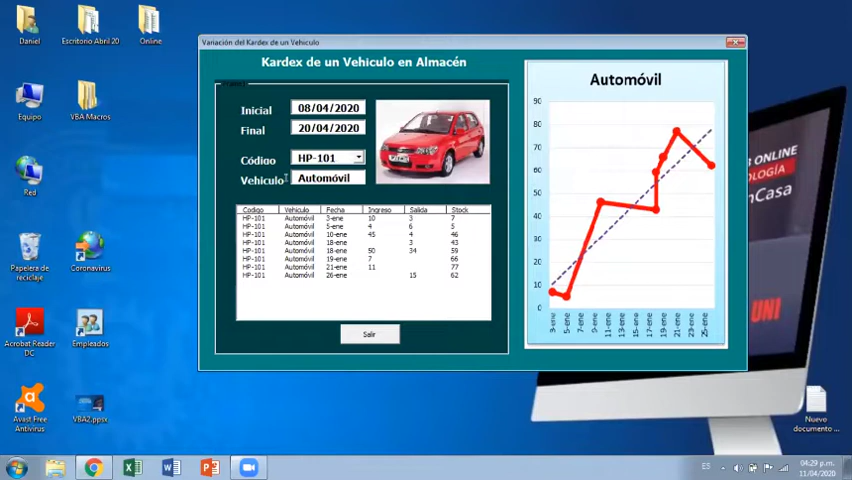 Daniel
Escritorio Abril 20
Online
Equipo
VBA Macros
Red
Papelera de reciclaje
Coronavirus
Acrobat Reader DC
Empleados
Avast Free Antivirus
VBA2.ppsx
Variación del Kardex de un Vehiculo
Kardex de un Vehiculo en Almacén
Inicial 08/04/2020
Final 20/04/2020
Código HP-101
Vehiculo Automóvil
Codigo Vehiculo Fecha Ingreso Salida Stock
HP-101 Automóvil 3-ene 10 3 7
HP-101 Automóvil 5-ene 4 6 5
HP-101 Automóvil 10-ene 45 4 46
HP-101 Automóvil 18-ene 3 43
HP-101 Automóvil 18-ene 50 34 59
HP-101 Automóvil 19-ene 7 66
HP-101 Automóvil 21-ene 11 77
HP-101 Automóvil 26-ene 15 62
Salir
Automóvil
90
80
70
60
50
40
30
20
10
0
3-ene 5-ene 7-ene 9-ene 11-ene 13-ene 15-ene 17-ene 19-ene 21-ene 23-ene 25-ene
ONLINE
OLOGÍA
nCasa
UNI
Nuevo documento ...
ES
04:29 p.m.
11/04/2020